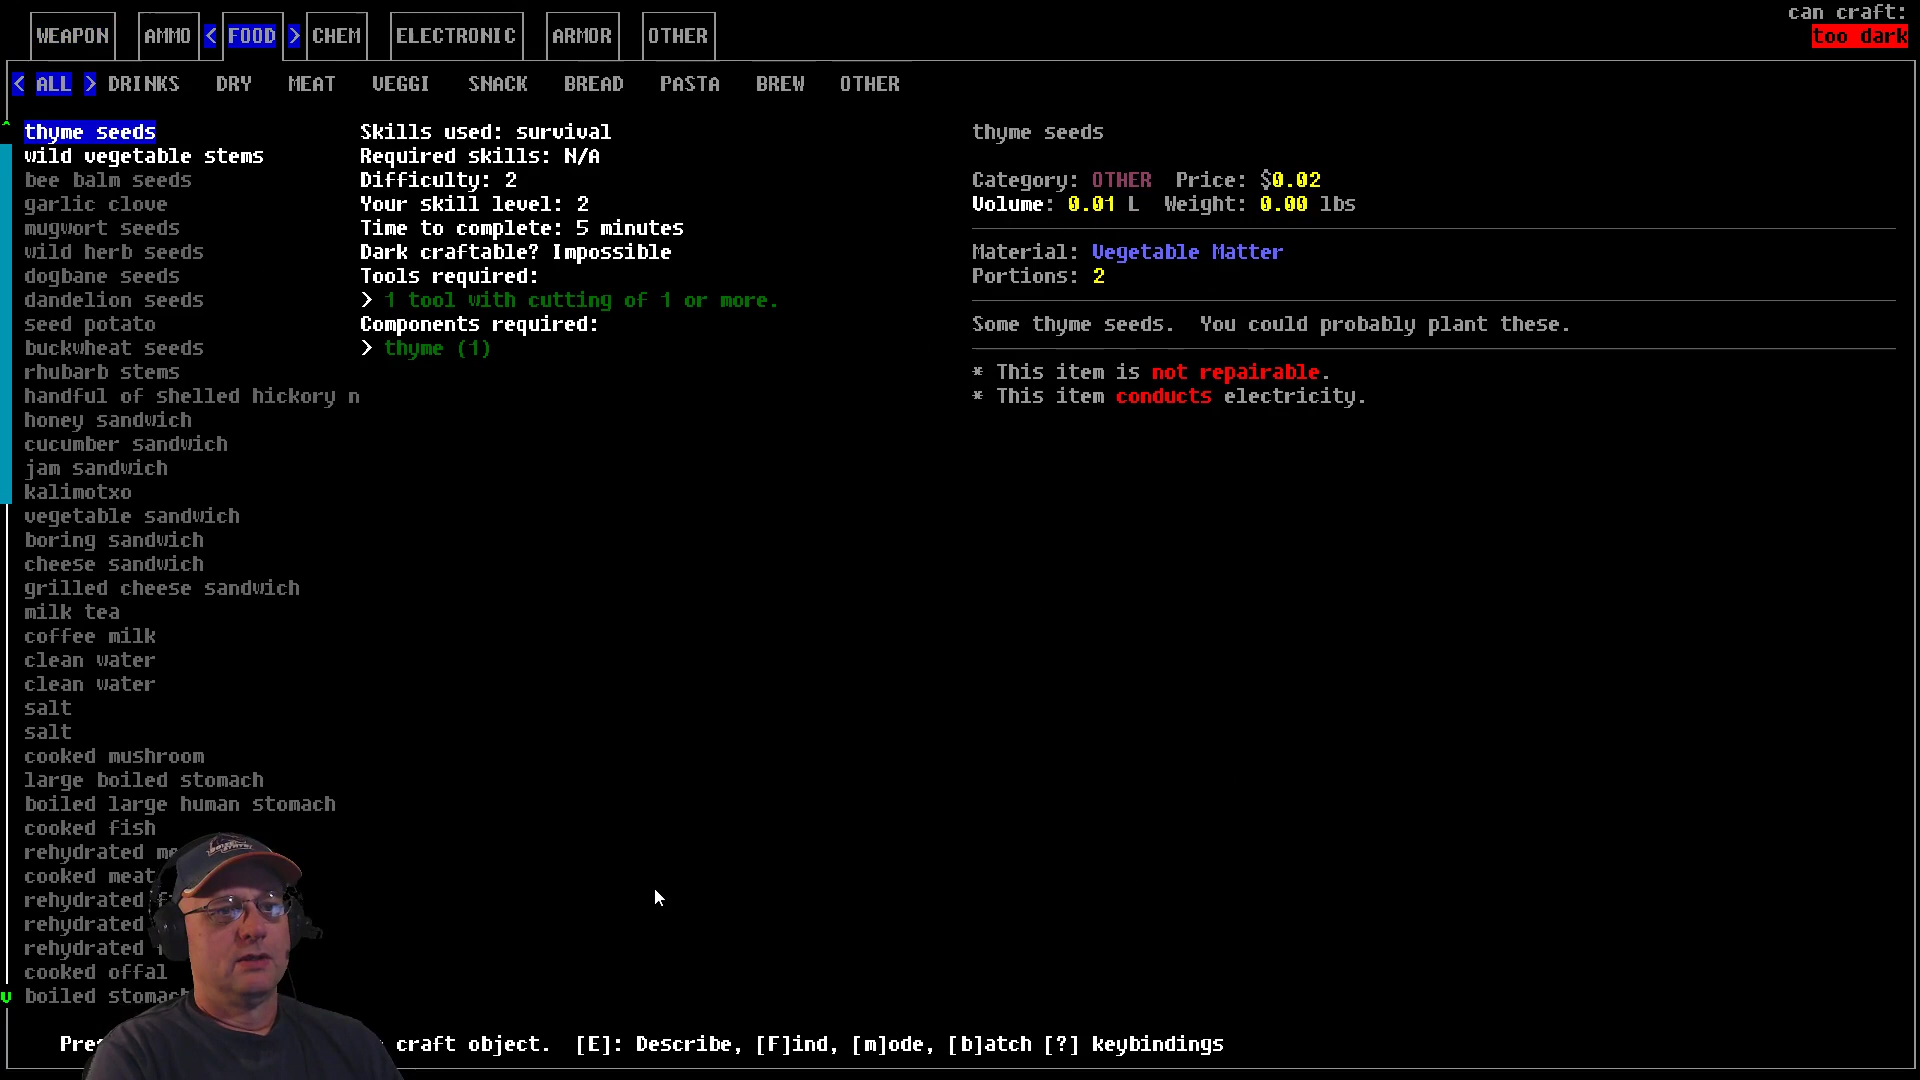 can craft:
WEAPON AMMO < FOOD > CHEM ELECTRONIC ARMOR OTHER too dark
< ALL > DRINKS DRY MEAT VEGGI SNACK BREAD PASTA BREW OTHER
thyme seeds
wild vegetable stems
bee balm seeds
garlic clove
mugwort seeds
wild herb seeds
dogbane seeds
dandelion seeds
seed potato
buckwheat seeds
rhubarb stems
handful of shelled hickory n
honey sandwich
cucumber sandwich
jam sandwich
kalimotxo
vegetable sandwich
boring sandwich
cheese sandwich
grilled cheese sandwich
milk tea
coffee milk
clean water
clean water
salt
salt
cooked mushroom
large boiled stomach
boiled large human stomach
cooked fish
rehydrated
cooked meat
rehydrated
rehydrated
rehydrated
cooked offal
boiled stomach
Skills used: survival
Required skills: N/A
Difficulty: 2
Your skill level: 2
Time to complete: 5 minutes
Dark craftable? Impossible
Tools required:
> 1 tool with cutting of 1 or more.
Components required:
> thyme (1)
thyme seeds
Category: OTHER Price: $0.02
Volume: 0.01 L Weight: 0.00 lbs
Material: Vegetable Matter
Portions: 2
Some thyme seeds. You could probably plant these.
* This item is not repairable.
* This item conducts electricity.
craft object. [E]: Describe, [F]ind, [m]ode, [b]atch [?] keybindings